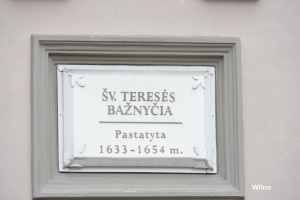 ŠV. TERESĖS
BAŽNYČIA
Pastatyta
1633-1654 m.
Wilno